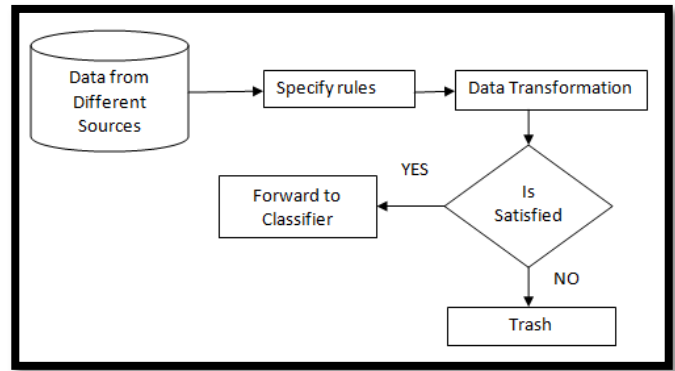 Data from
Different
Sources
Specify rules
Data Transformation
YES
Forward to
Classifier
Is
Satisfied
NO
Trash